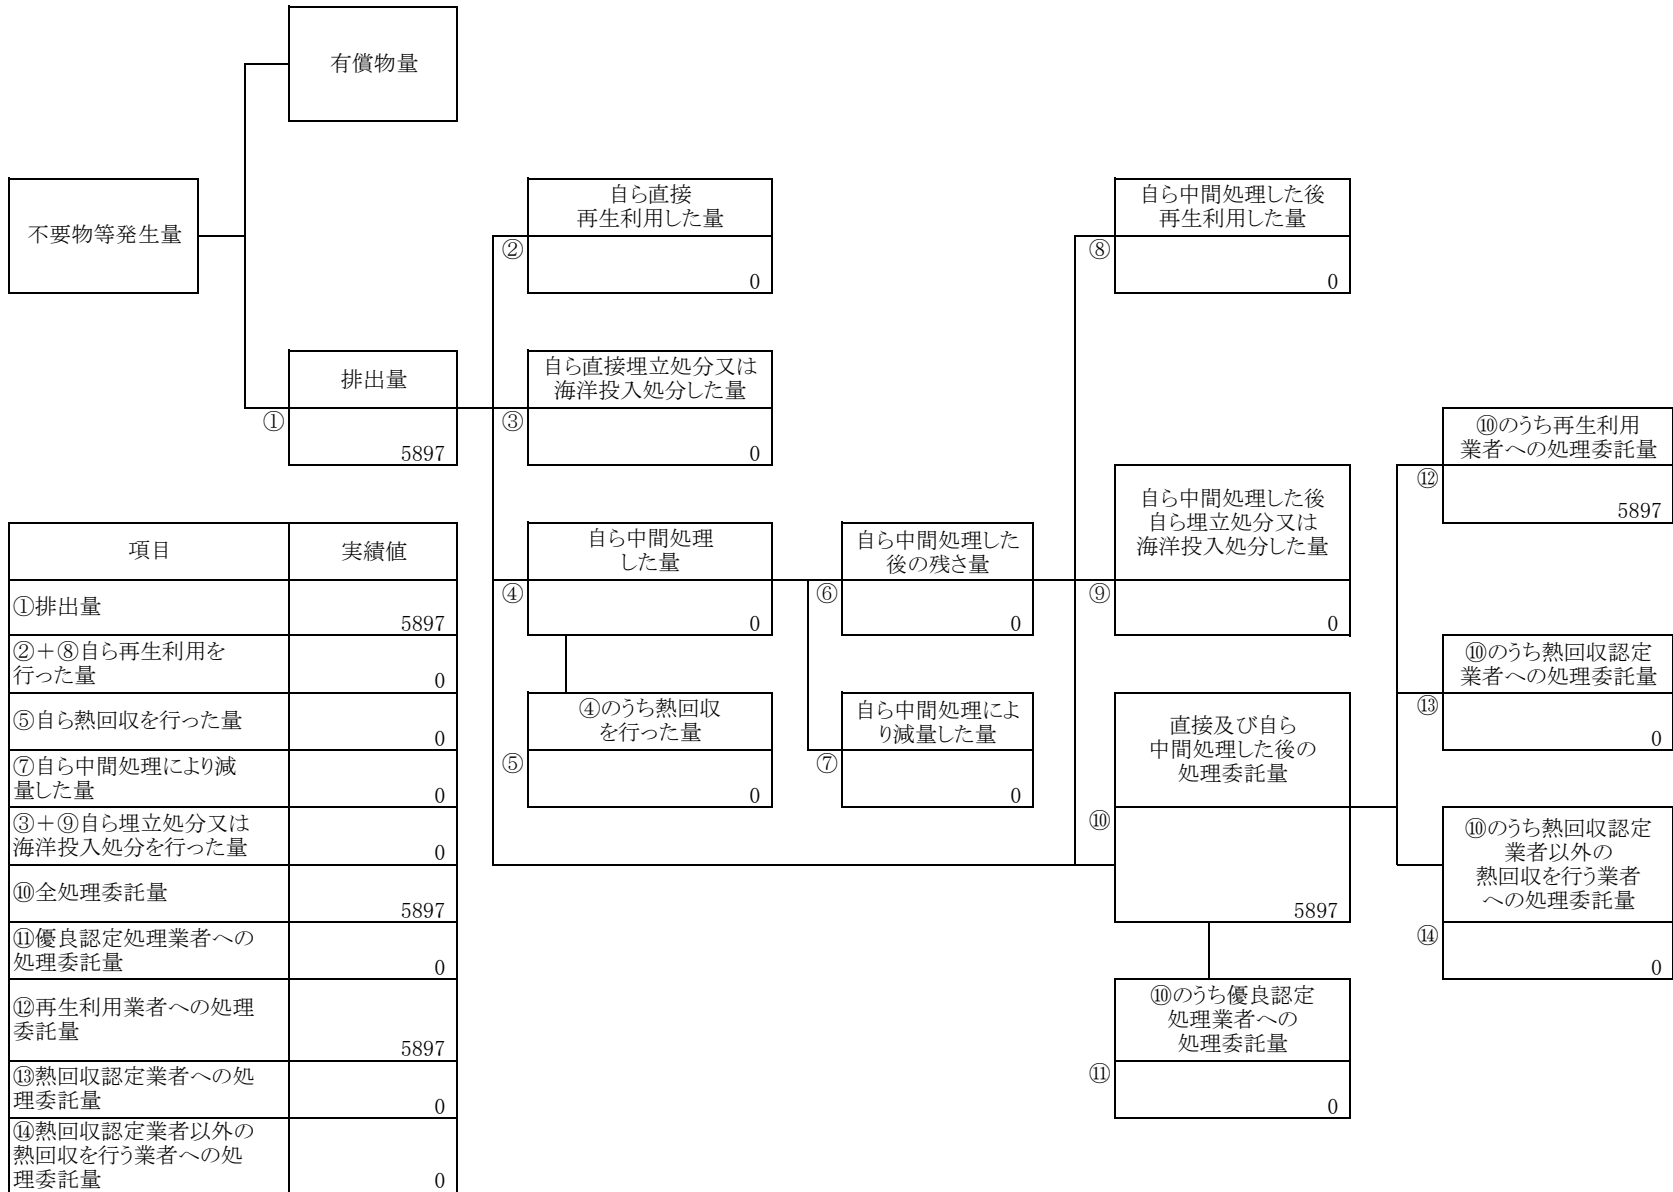 有償物量
不要物等発生量
自ら直接
再生利用した量
②
0
自ら中間処理した後
再生利用した量
⑧
0
排出量
①
5897
自ら直接埋立処分又は
海洋投入処分した量
③
0
⑩のうち再生利用
業者への処理委託量
⑫
5897
自ら中間処理
した量
④
0
自ら中間処理した
後の残さ量
⑥
0
自ら中間処理した後
自ら埋立処分又は
海洋投入処分した量
⑨
0
⑩のうち熱回収認定
業者への処理委託量
⑬
0
④のうち熱回収
を行った量
⑤
0
自ら中間処理によ
り減量した量
⑦
0
直接及び自ら
中間処理した後の
処理委託量
⑩
5897
⑩のうち熱回収認定
業者以外の
熱回収を行う業者
への処理委託量
⑭
0
⑩のうち優良認定
処理業者への
処理委託量
⑪
0
項目 実績値
①排出量
5897
②+⑧自ら再生利用を
行った量
0
⑤自ら熱回収を行った量
0
⑦自ら中間処理により減
量した量
0
③+⑨自ら埋立処分又は
海洋投入処分を行った量
0
⑩全処理委託量
5897
⑪優良認定処理業者への
処理委託量
0
⑫再生利用業者への処理
委託量
5897
⑬熱回収認定業者への処
理委託量
0
⑭熱回収認定業者以外の
熱回収を行う業者への処
理委託量
0